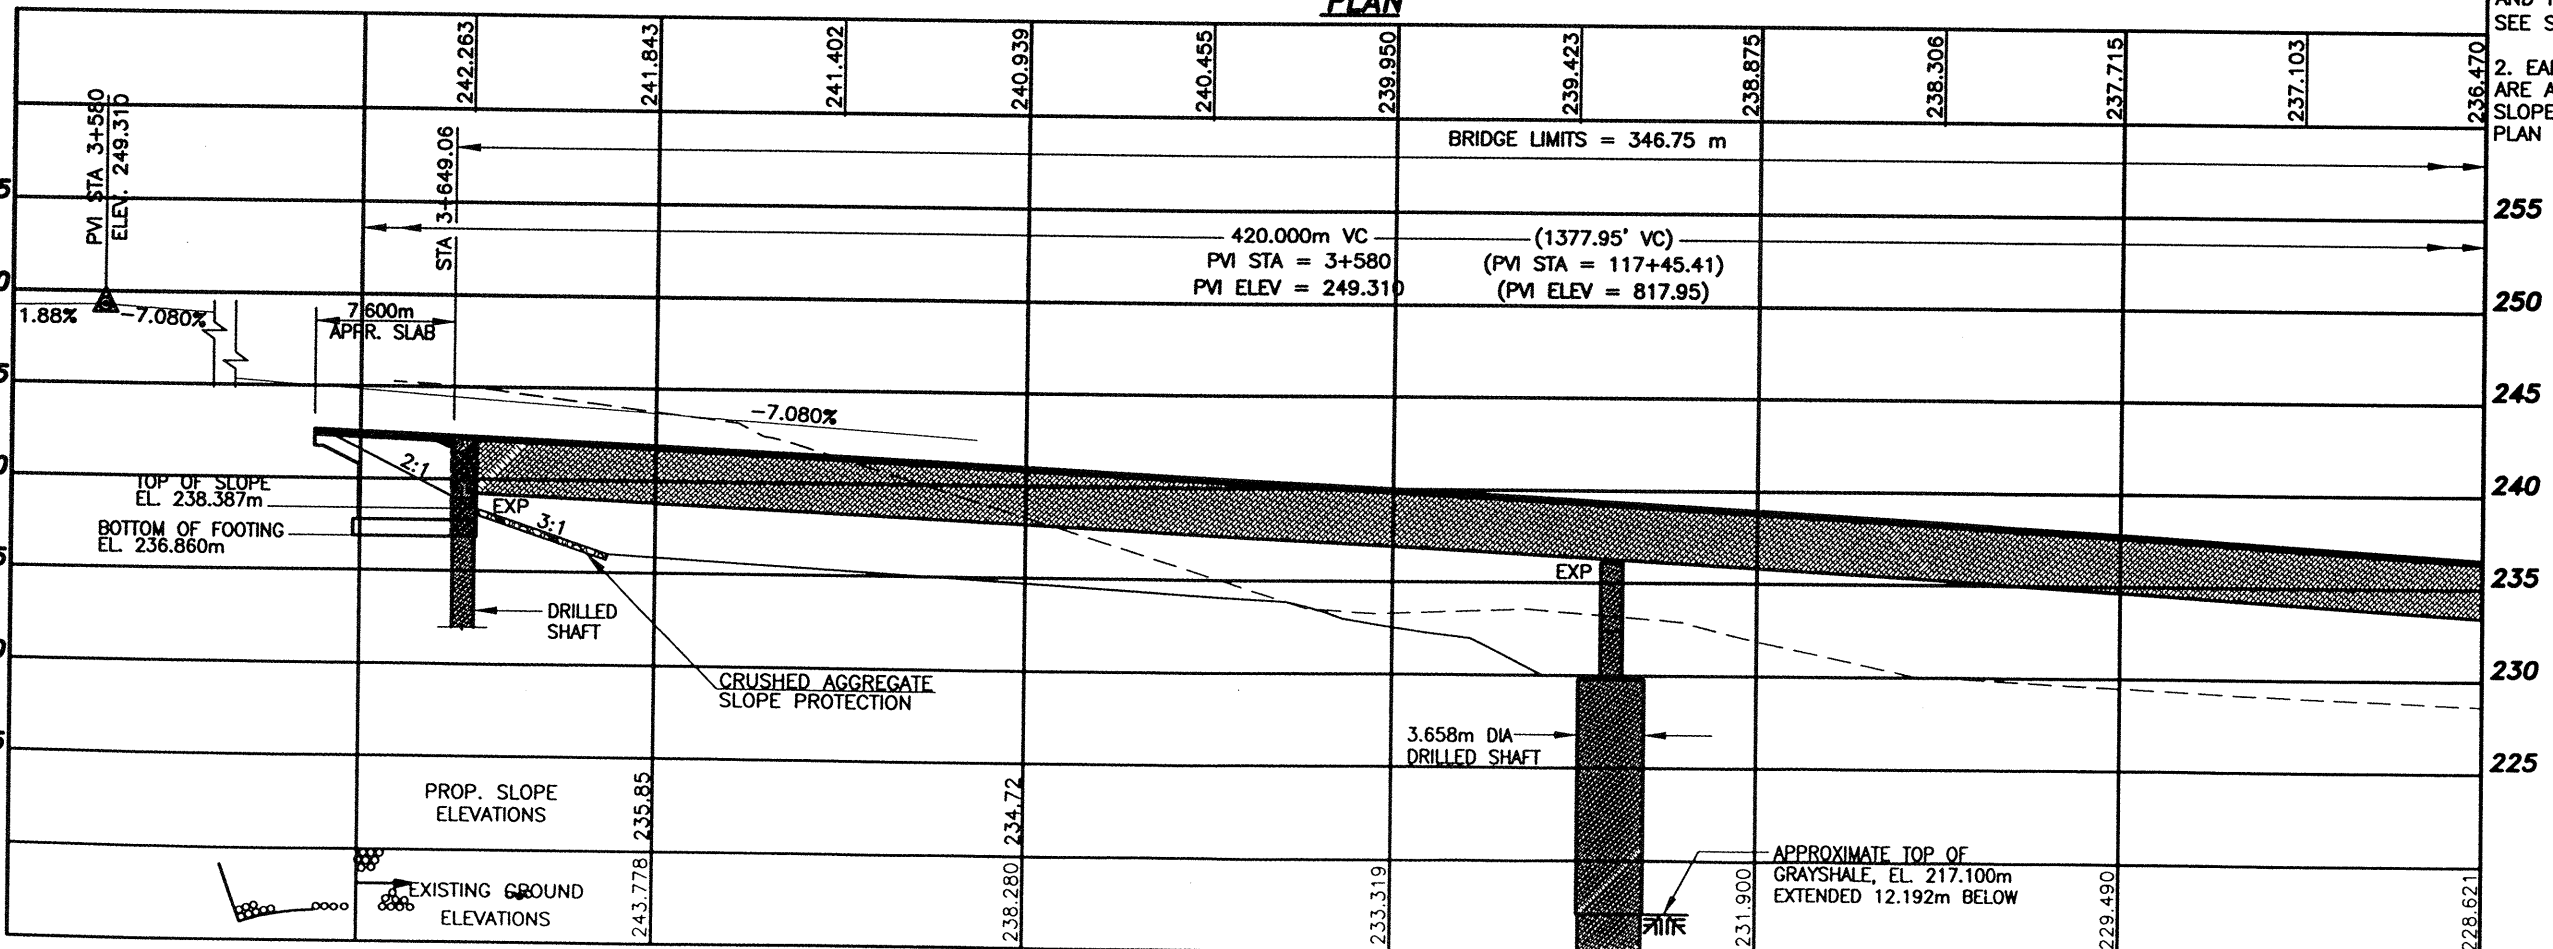 PLAN
SEE S
2. EA
ARE A
SLOPE
PLAN
242.263
241.843
241.402
240.939
240.455
239.950
239.423
238.875
238.306
237.715
237.103
236.470
PVI STA 3+580
ELEV. 249.310
STA 3+649.06
BRIDGE LIMITS = 346.75 m
420.000m VC
(1377.95' VC)
PVI STA = 3+580
(PVI STA = 117+45.41)
PVI ELEV = 249.310
(PVI ELEV = 817.95)
255
250
245
240
235
230
225
1.88%
-7.080%
7.600m
APPR. SLAB
-7.080%
2:1
TOP OF SLOPE
EL. 238.387m
EXP
3:1
BOTTOM OF FOOTING
EL. 236.860m
EXP
DRILLED
SHAFT
CRUSHED AGGREGATE
SLOPE PROTECTION
3.658m DIA
DRILLED SHAFT
PROP. SLOPE
ELEVATIONS
235.85
234.72
APPROXIMATE TOP OF
GRAYSHALE, EL. 217.100m
EXTENDED 12.192m BELOW
EXISTING GROUND
ELEVATIONS
243.778
238.280
233.319
231.900
229.490
228.621